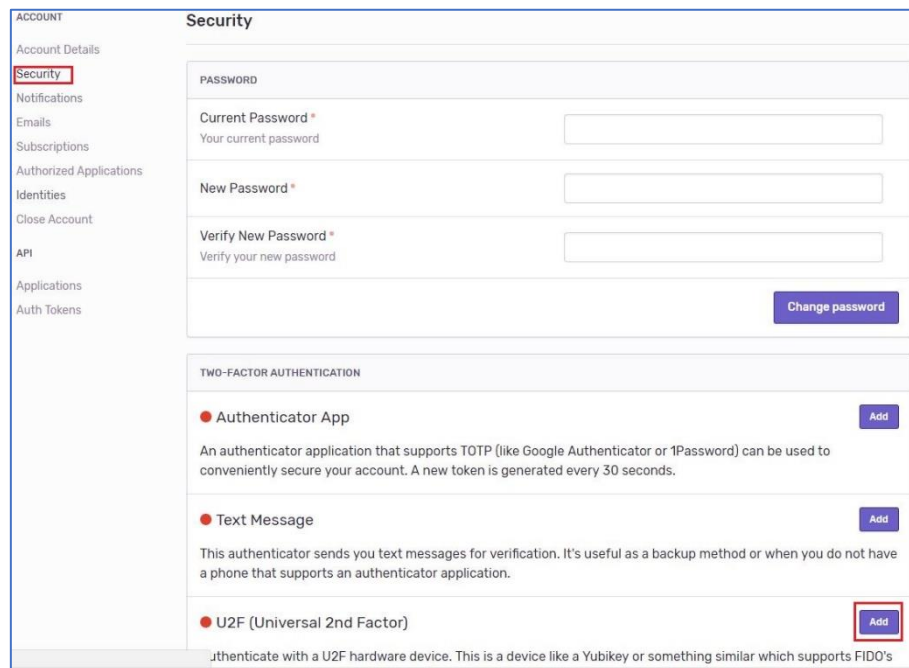 ACCOUNT
Account Details
Security
Notifications
Emails
Subscriptions
Authorized Applications
Identities
Close Account
API
Applications
Auth Tokens
Security
PASSWORD
Current Password *
Your current password
New Password *
Verify New Password *
Verify your new password
Change password
TWO-FACTOR AUTHENTICATION
Authenticator App
Add
An authenticator application that supports TOTP (like Google Authenticator or 1Password) can be used to
conveniently secure your account. A new token is generated every 30 seconds.
Text Message
Add
This authenticator sends you text messages for verification. It's useful as a backup method or when you do not have
a phone that supports an authenticator application.
U2F (Universal 2nd Factor)
Add
uthenticate with a U2F hardware device. This is a device like a Yubikey or something similar which supports FIDO's